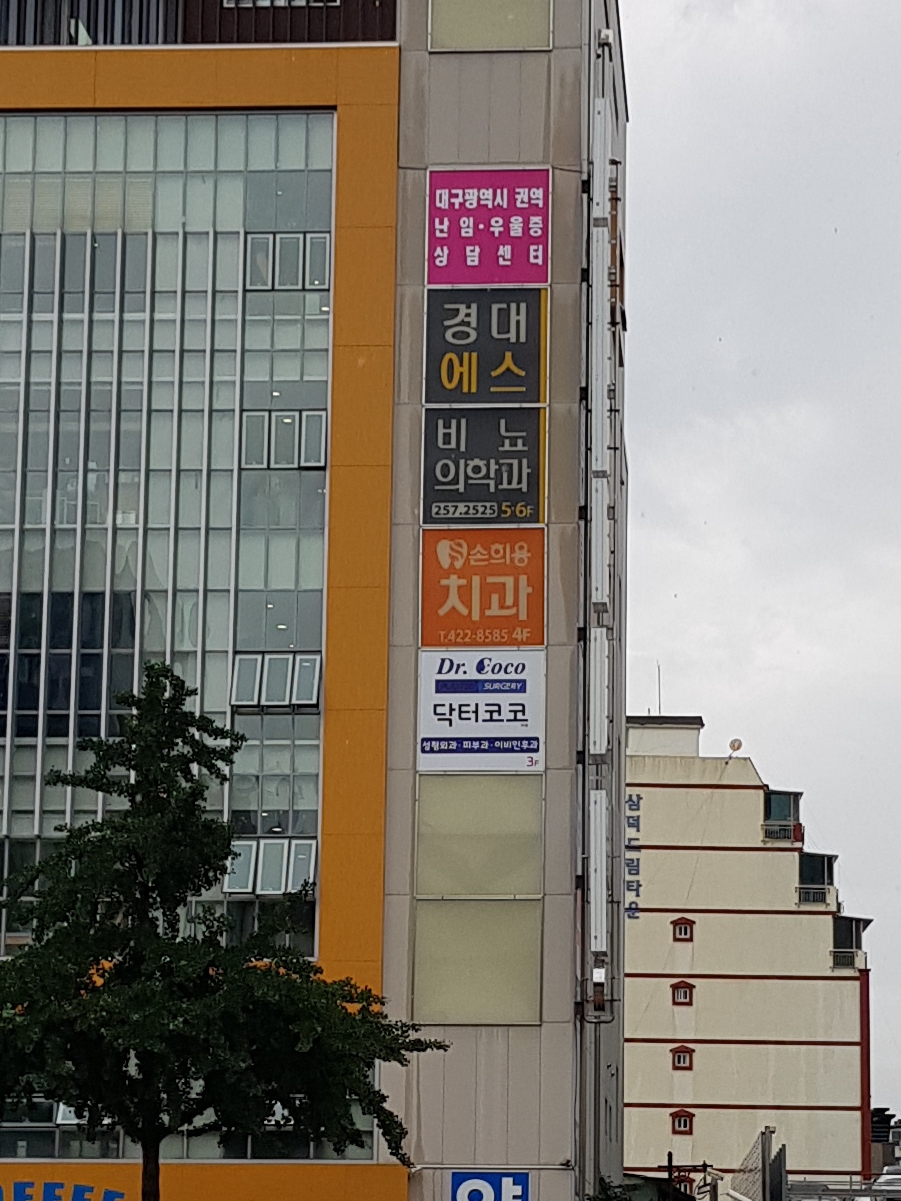 대구광역시 권역
난임·우울증
상담센터
경대
에스
비뇨
의학과
257.2525 5·6F
손희용
치과
T.422-8585 4F
Dr. Coco
SURGERY
닥터코코
성형외과·피부과·이비인후과
3F
삼덕드림타운